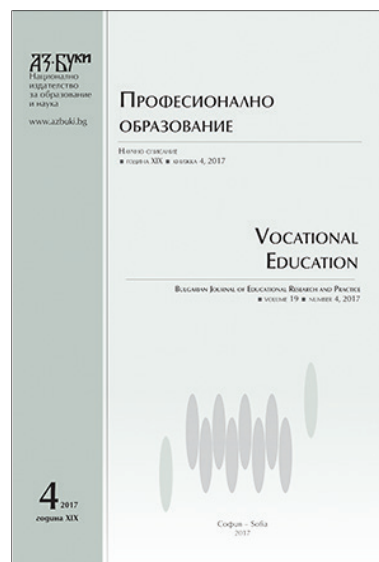 АЗ·БУКИ
Национално
издателство
за образование
и наука
www.azbuki.bg
Професионално
образование
Научно списание
■ година XIX ■ книжка 4, 2017
Vocational
Education
Bulgarian Journal of Educational Research and Practice
■ volume 19 ■ number 4, 2017
4 2017
година XIX
София – Sofia
2017